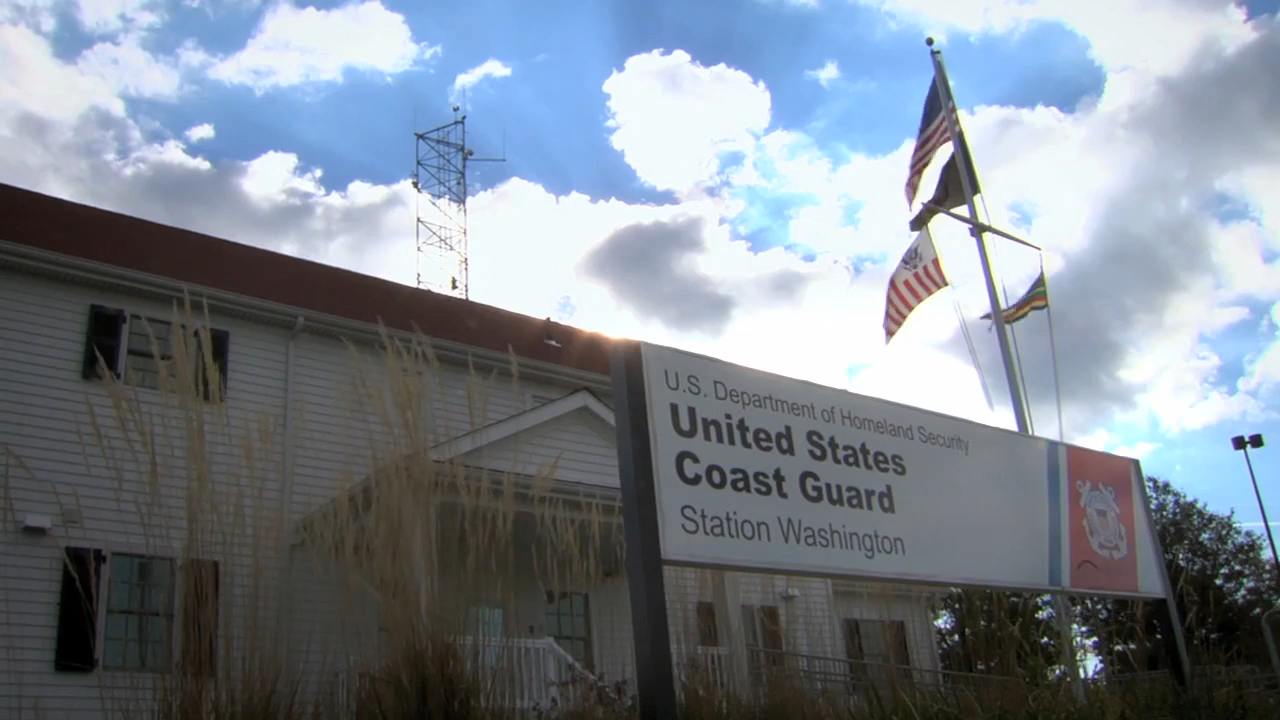 U.S. Department of Homeland Security
United States
Coast Guard
Station Washington